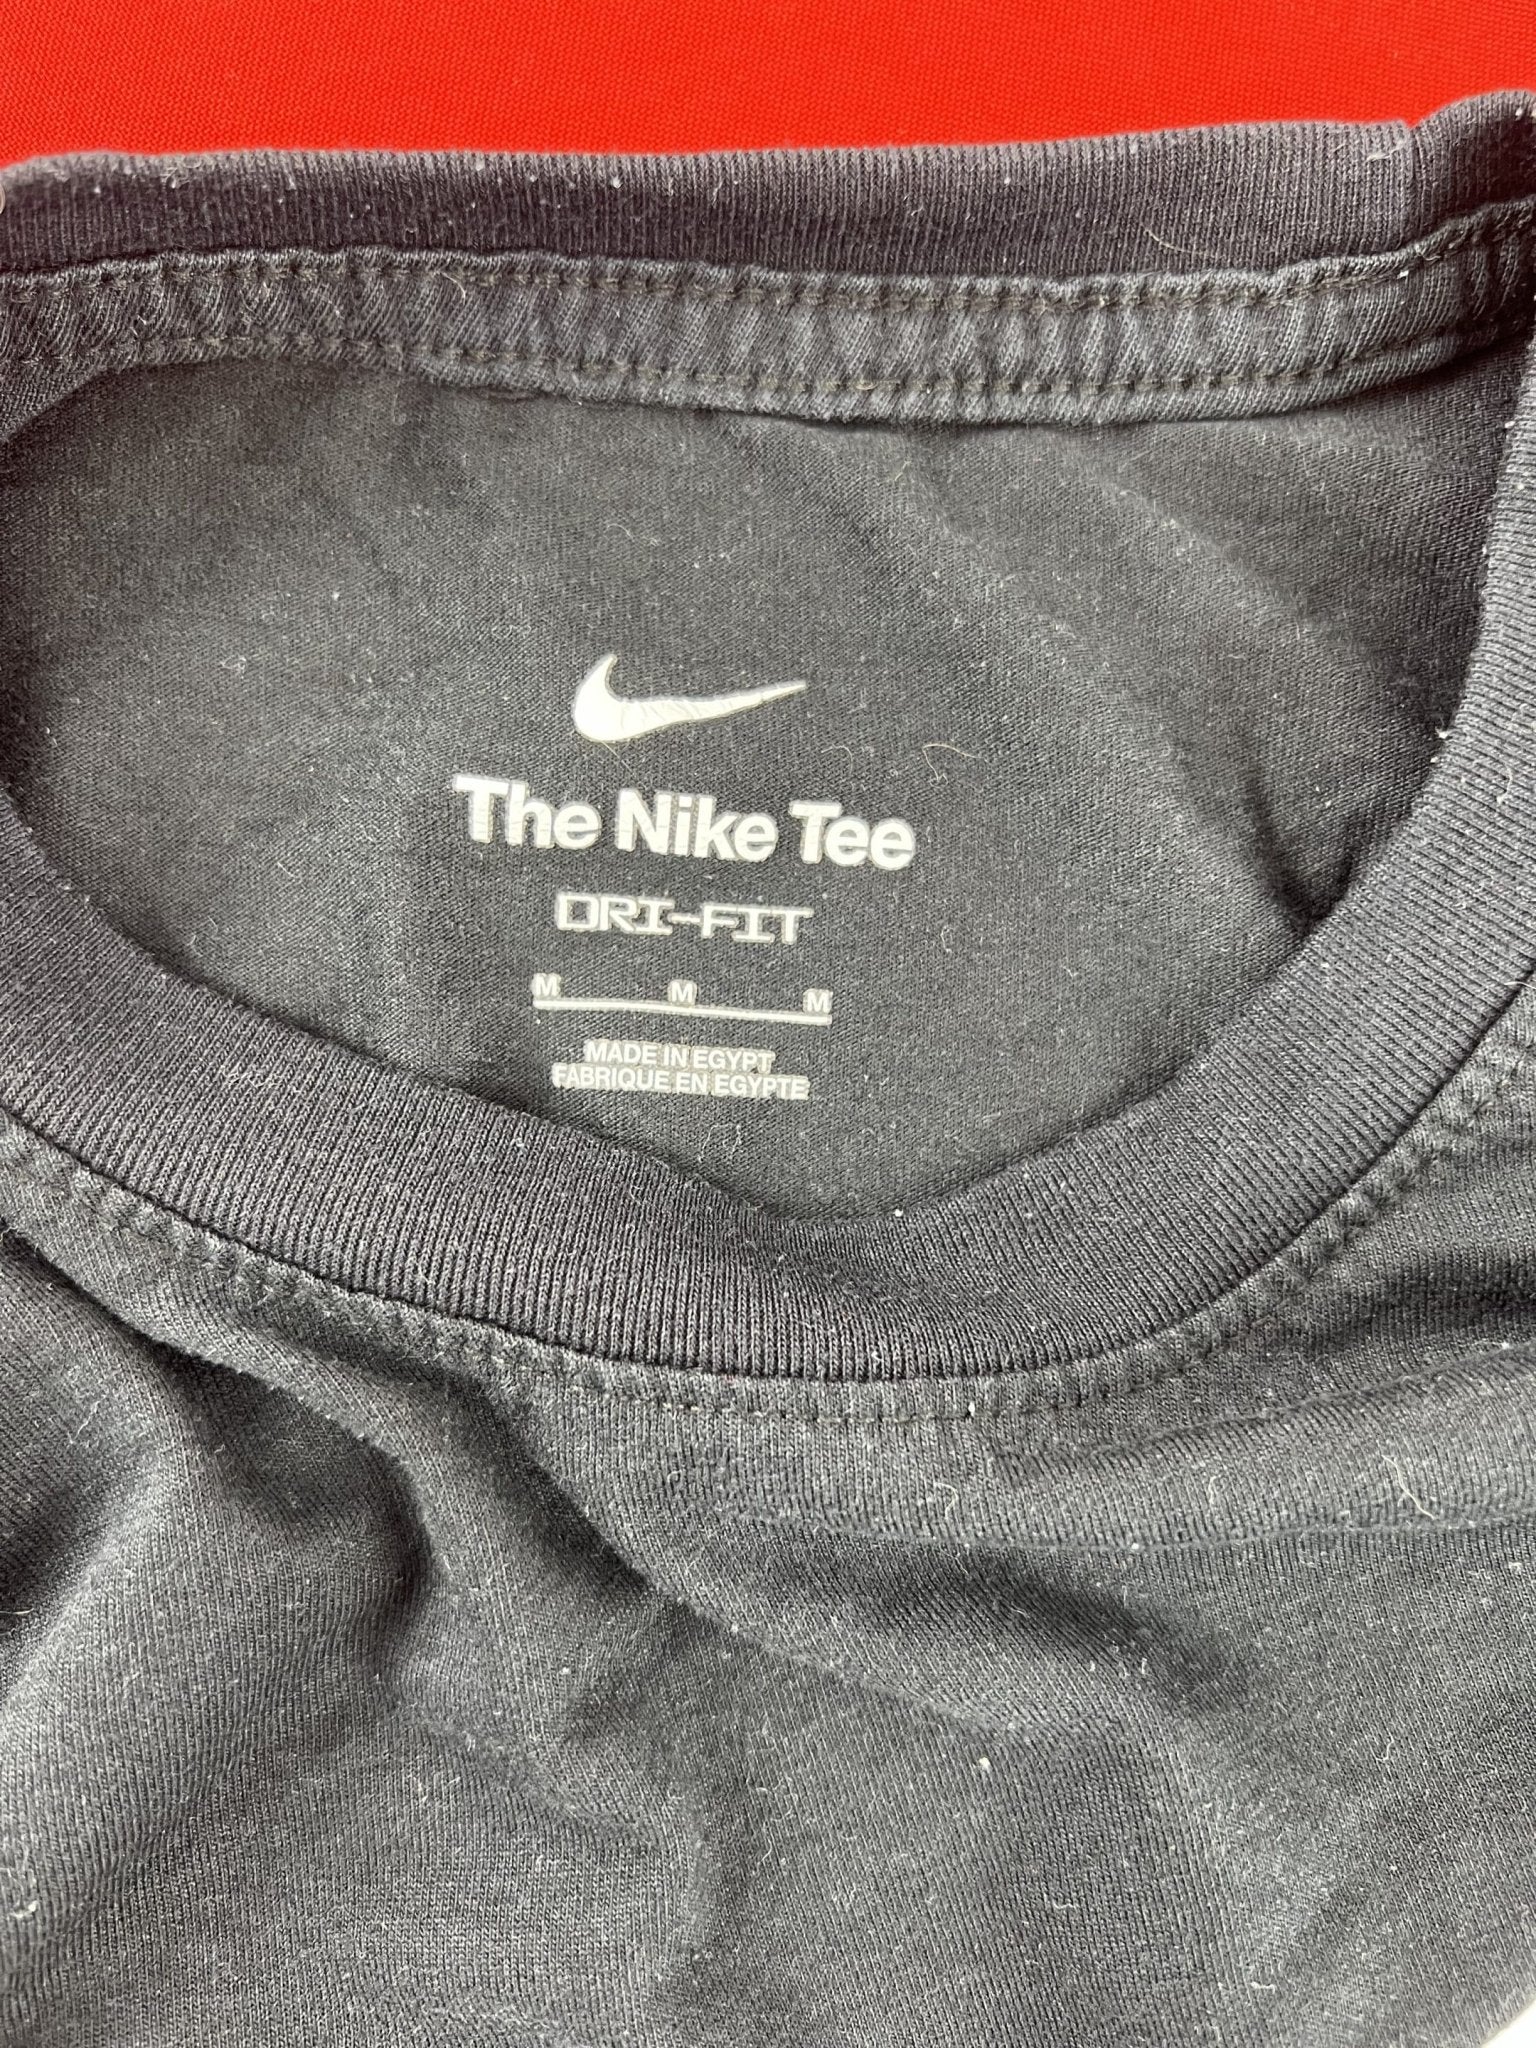 The Nike Tee
DRI-FIT
M M M
MADE IN EGYPT
FABRIQUE EN EGYPTE